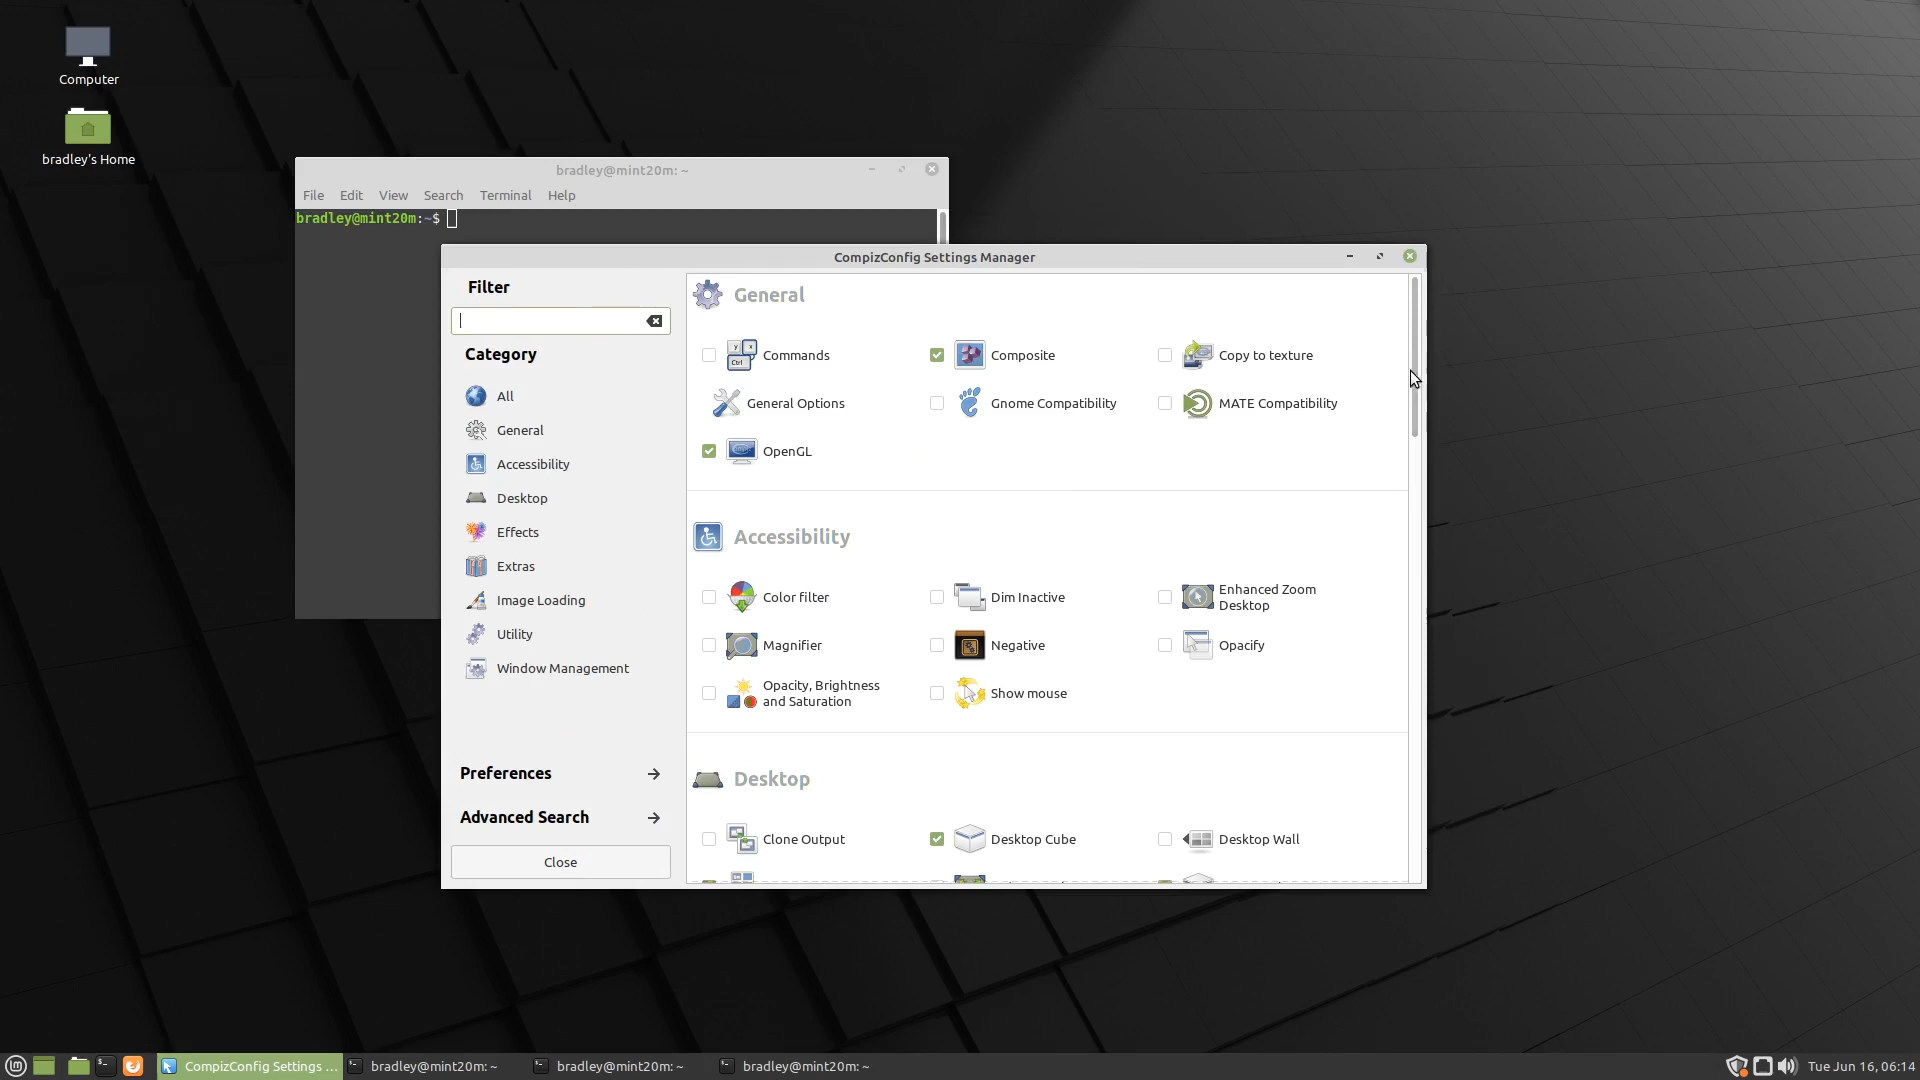 Computer
bradley's Home
bradley@mint20m: ~
File Edit View Search Terminal Help
bradley@mint20m:~$
CompizConfig Settings Manager
Filter
Category
All
General
Accessibility
Desktop
Effects
Extras
Image Loading
Utility
Window Management
Preferences
Advanced Search
Close
General
Commands
Composite
Copy to texture
General Options
Gnome Compatibility
MATE Compatibility
OpenGL
Accessibility
Color filter
Dim Inactive
Enhanced Zoom
Desktop
Magnifier
Negative
Opacify
Opacity, Brightness
and Saturation
Show mouse
Desktop
Clone Output
Desktop Cube
Desktop Wall
CompizConfig Settings ...
bradley@mint20m: ~
bradley@mint20m: ~
bradley@mint20m: ~
Tue Jun 16, 06:14